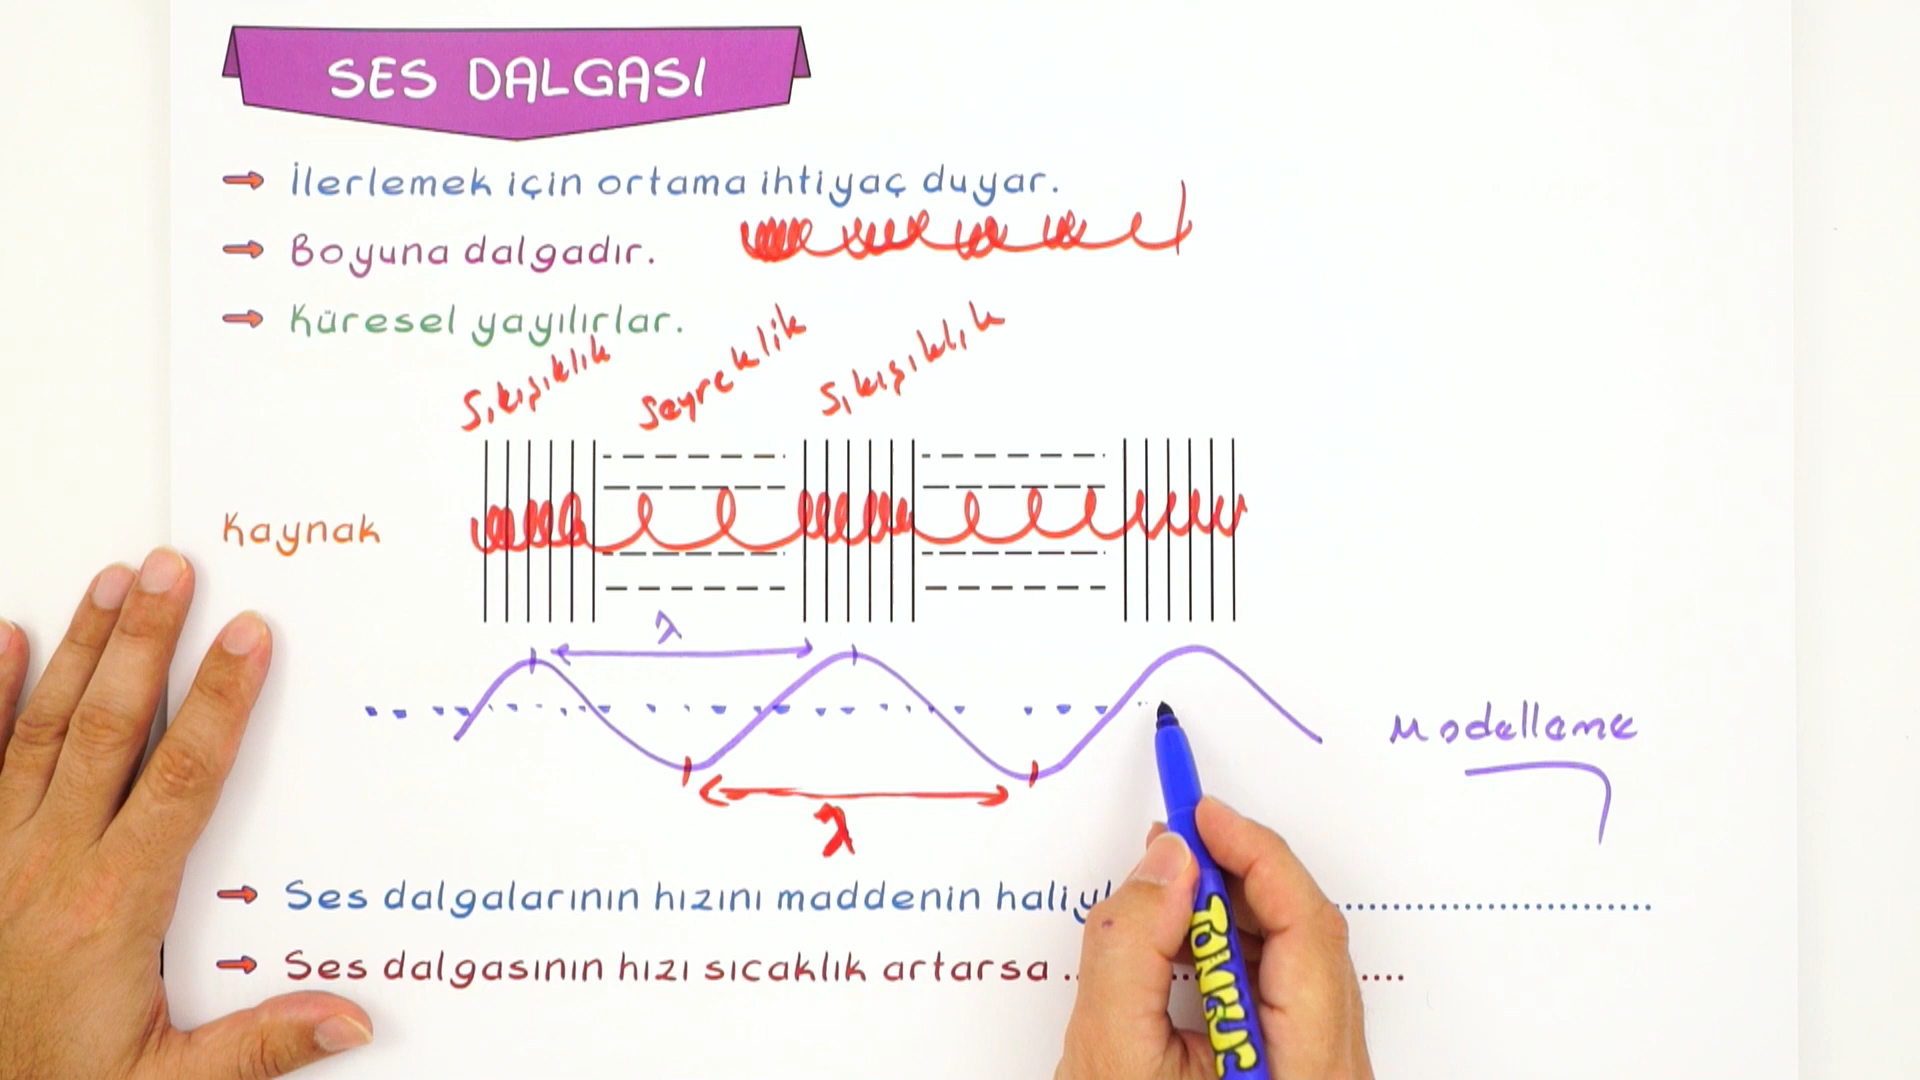 SES DALGASI
İlerlemek için ortama ihtiyaç duyar.
Boyuna dalgadır.
Küresel yayılırlar.
Sıkışıklık Seyreklik Sıkışıklık
Kaynak
λ
Modelleme
λ
Ses dalgalarının hızını maddenin
Ses dalgasının hızı sıcaklık artarsa
TONGUÇ